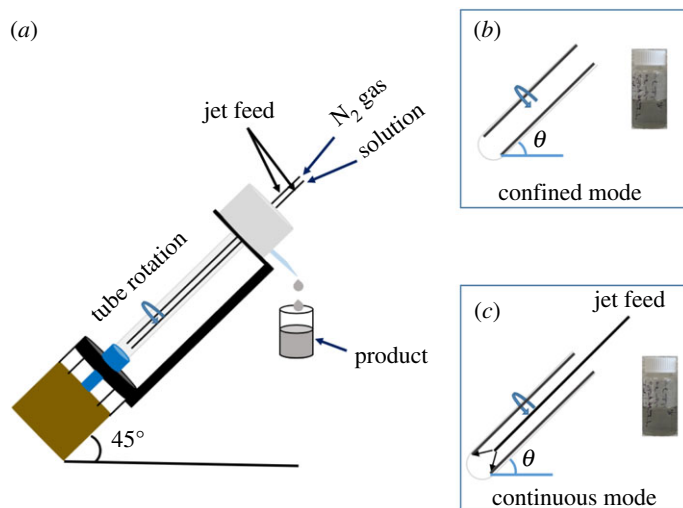 (a)
jet feed
N₂ gas
solution
tube rotation
product
45°
(b)
θ
confined mode
(c)
jet feed
θ
continuous mode